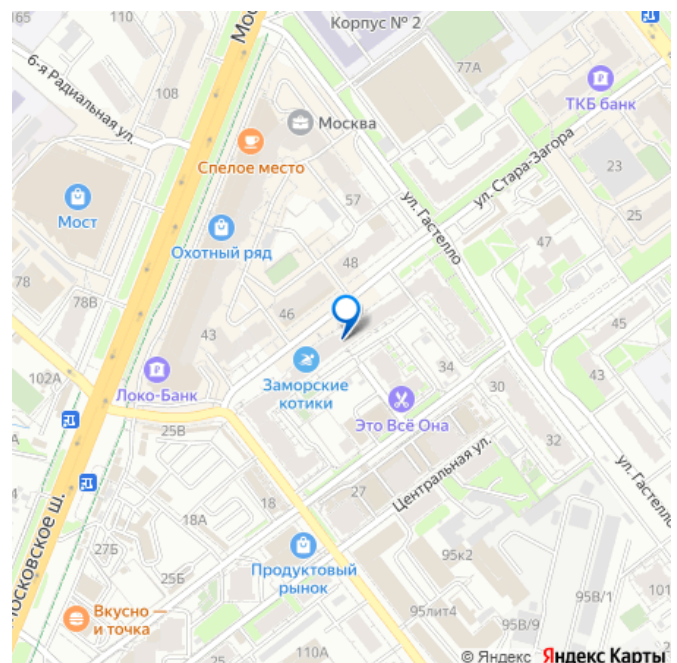 165
110
Мос
Корпус № 2
77А
6-я Радиальная ул.
108
ТКБ банк
Москва
Спелое место
ул. Стара-Загора
23
57
ул. Гастелло
25
Мост
Охотный ряд
47
48
78
78В
46
43
45
34
Локо-Банк
Заморские
котики
43
102А
30
Это Всё Она
25В
32
Центральная ул.
ул. Гастелло
27
18
18А
осковское ш.
27Б
25Б
95к2
Продуктовый
рынок
101
95В/1
Вкусно —
и точка
95лит4
95В/9
110А
© Яндекс Яндекс Карты